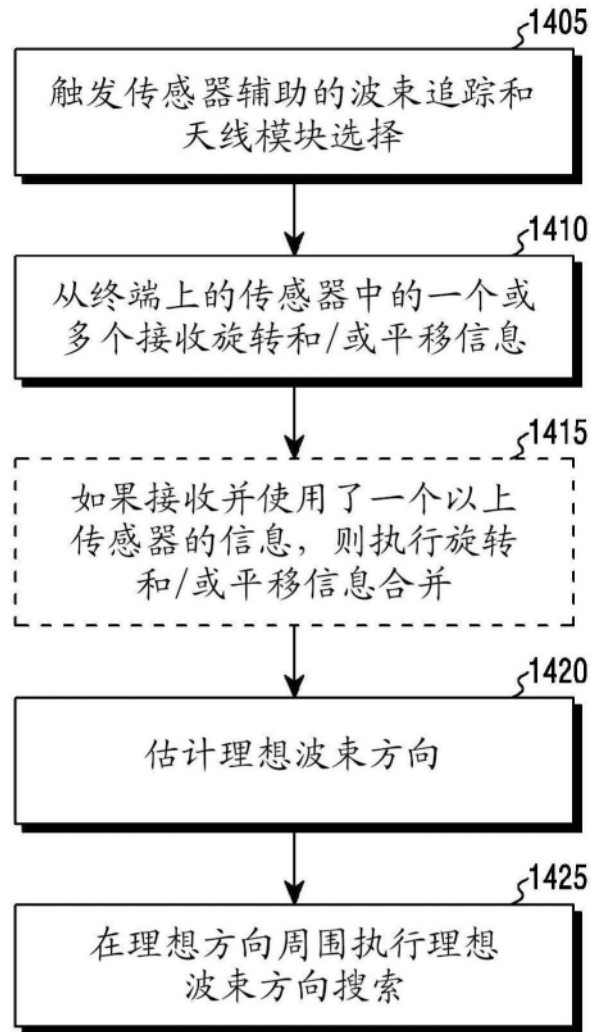 1405
触发传感器辅助的波束追踪和
天线模块选择
1410
从终端上的传感器中的一个或
多个接收旋转和/或平移信息
1415
如果接收并使用了一个以上
传感器的信息，则执行旋转
和/或平移信息合并
1420
估计理想波束方向
1425
在理想方向周围执行理想
波束方向搜索